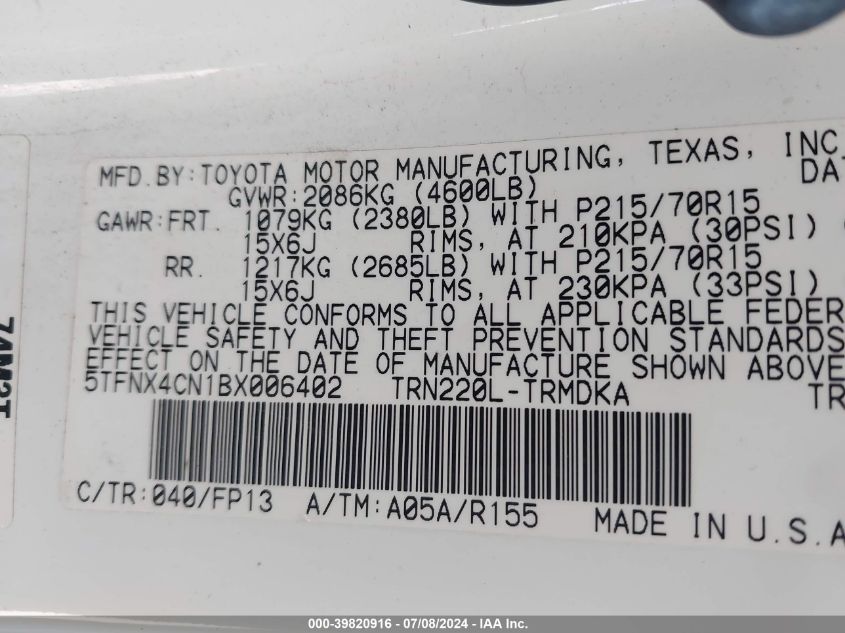 MFD.BY:TOYOTA MOTOR MANUFACTURING, TEXAS, INC
GVWR:2086KG (4600LB) DA
GAWR:FRT. 1079KG (2380LB) WITH P215/70R15
15X6J RIMS, AT 210KPA (30PSI)
RR. 1217KG (2685LB) WITH P215/70R15
15X6J RIMS, AT 230KPA (33PSI)
THIS VEHICLE CONFORMS TO ALL APPLICABLE FEDER
VEHICLE SAFETY AND THEFT PREVENTION STANDARDS
EFFECT ON THE DATE OF MANUFACTURE SHOWN ABOVE
5TFNX4CN1BX006402 TRN220L-TRMDKA TR
C/TR:040/FP13 A/TM:A05A/R155 MADE IN U.S.A
000-39820916 - 07/08/2024 - IAA Inc.